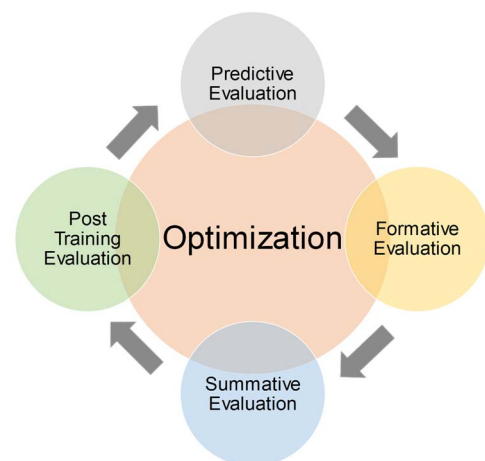 Predictive
Evaluation
Formative
Evaluation
Summative
Evaluation
Post
Training
Evaluation
Optimization